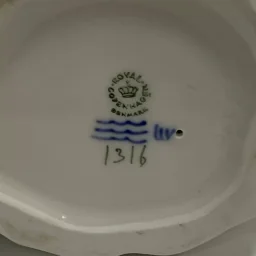 ROYAL
COPENHAGEN
DENMARK
1316